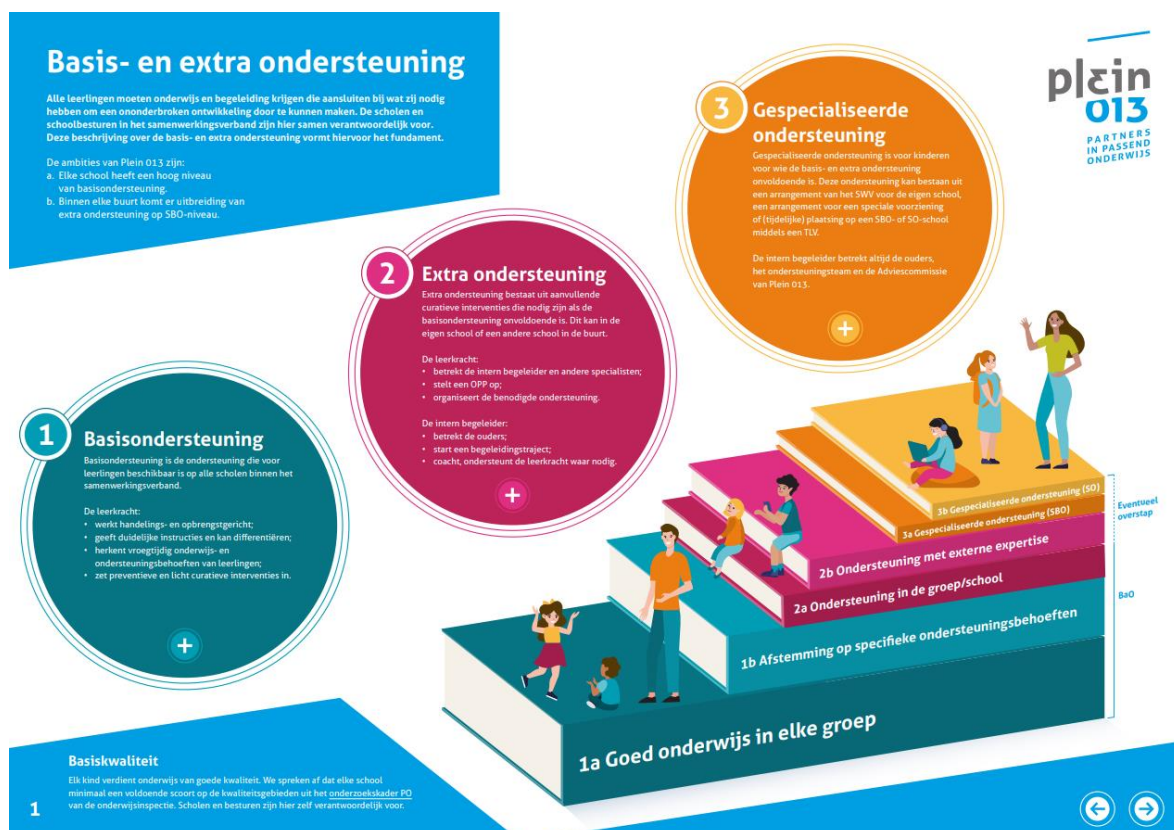 Basis- en extra ondersteuning
Alle leerlingen moeten onderwijs en begeleiding krijgen die aansluiten bij wat zij nodig
hebben om een ononderbroken ontwikkeling door te kunnen maken. De scholen en
schoolbesturen in het samenwerkingsverband zijn hier samen verantwoordelijk voor.
Deze beschrijving over de basis- en extra ondersteuning vormt hiervoor het fundament.
De ambities van Plein 013 zijn:
a. Elke school heeft een hoog niveau
van basisondersteuning.
b. Binnen elke buurt komt er uitbreiding van
extra ondersteuning op SBO-niveau.
plein
013
PARTNERS
IN PASSEND
ONDERWIJS
3
Gespecialiseerde
ondersteuning
Gespecialiseerde ondersteuning is voor kinderen
voor wie de basis- en extra ondersteuning
onvoldoende is. Deze ondersteuning kan bestaan uit
een arrangement van het SWV voor de eigen school,
een arrangement voor een speciale voorziening
of (tijdelijke) plaatsing op een SBO- of SO-school
middels een TLV.
De intern begeleider betrekt altijd de ouders,
het ondersteuningsteam en de Adviescommissie
van Plein 013.
+
2
Extra ondersteuning
Extra ondersteuning bestaat uit aanvullende
curatieve interventies die nodig zijn als de
basisondersteuning onvoldoende is. Dit kan in de
eigen school of een andere school in de buurt.
De leerkracht:
• betrekt de intern begeleider en andere specialisten;
• stelt een OPP op;
• organiseert de benodigde ondersteuning.
De intern begeleider:
• betrekt de ouders;
• start een begeleidingstraject;
• coacht, ondersteunt de leerkracht waar nodig.
+
1
Basisondersteuning
Basisondersteuning is de ondersteuning die voor
leerlingen beschikbaar is op alle scholen binnen het
samenwerkingsverband.
De leerkracht:
• werkt handelings- en opbrengstgericht;
• geeft duidelijke instructies en kan differentiëren;
• herkent vroegtijdig onderwijs- en
ondersteuningsbehoeften van leerlingen;
• zet preventieve en licht curatieve interventies in.
+
3b Gespecialiseerde ondersteuning (SO)
3a Gespecialiseerde ondersteuning (SBO)
2b Ondersteuning met externe expertise
2a Ondersteuning in de groep/school
1b Afstemming op specifieke ondersteuningsbehoeften
1a Goed onderwijs in elke groep
Eventueel
overstap
BaO
Basiskwaliteit
Elk kind verdient onderwijs van goede kwaliteit. We spreken af dat elke school
minimaal een voldoende scoort op de kwaliteitsgebieden uit het onderzoekskader PO
van de onderwijsinspectie. Scholen en besturen zijn hier zelf verantwoordelijk voor.
1